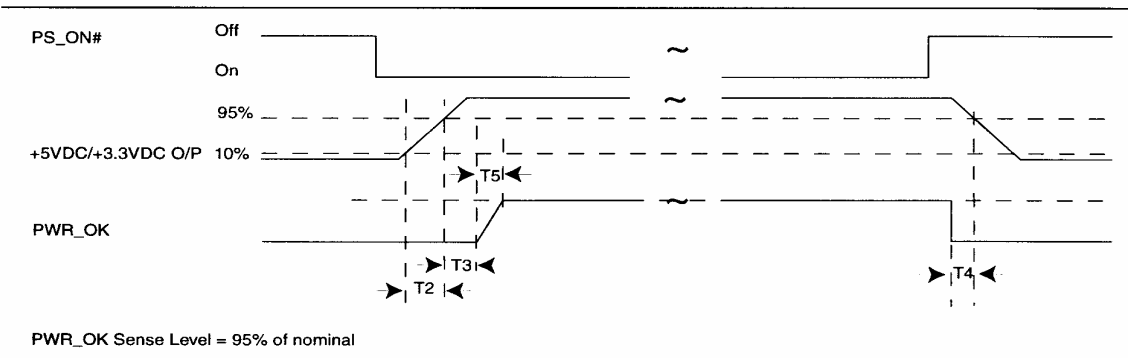 PS_ON#
Off
On
95%
+5VDC/+3.3VDC O/P
10%
T5
PWR_OK
T3
T2
T4
PWR_OK Sense Level = 95% of nominal